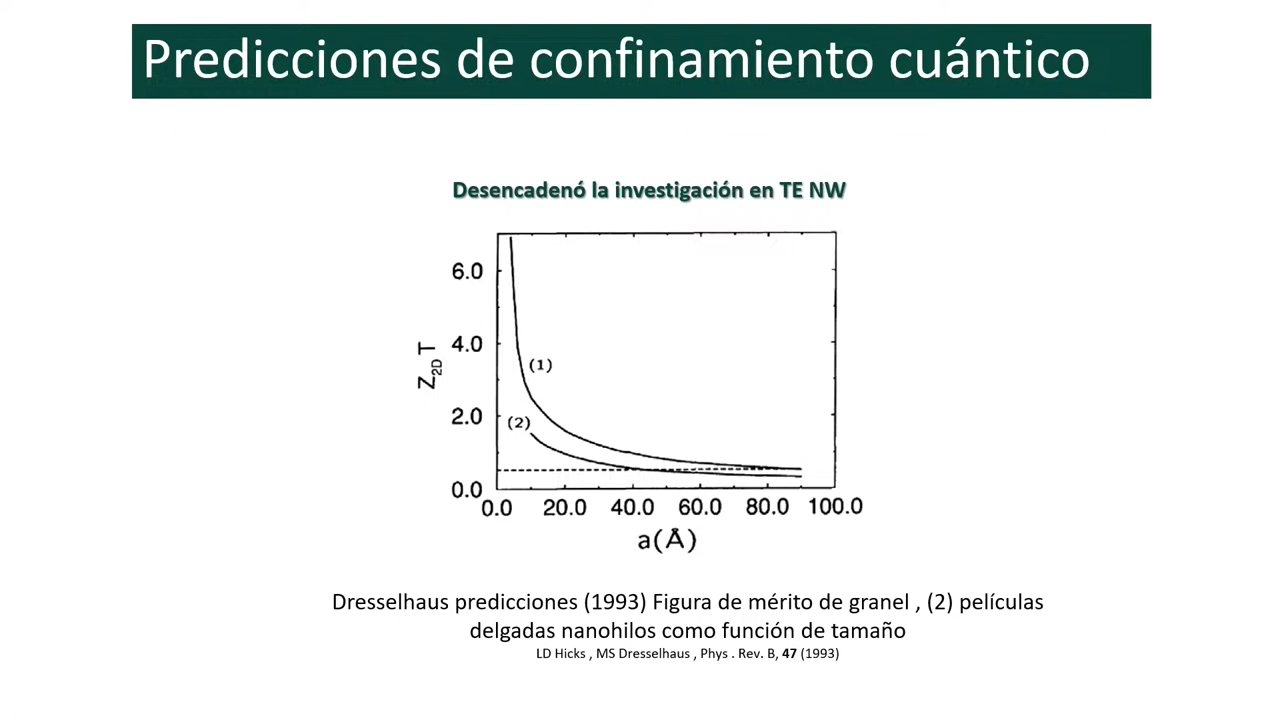 Predicciones de confinamiento cuántico
Desencadenó la investigación en TE NW
6.0
4.0
2.0
0.0
Z2D T
(1)
(2)
0.0 20.0 40.0 60.0 80.0 100.0
a(Å)
Dresselhaus predicciones (1993) Figura de mérito de granel , (2) películas
delgadas nanohilos como función de tamaño
LD Hicks , MS Dresselhaus , Phys . Rev. B, 47 (1993)